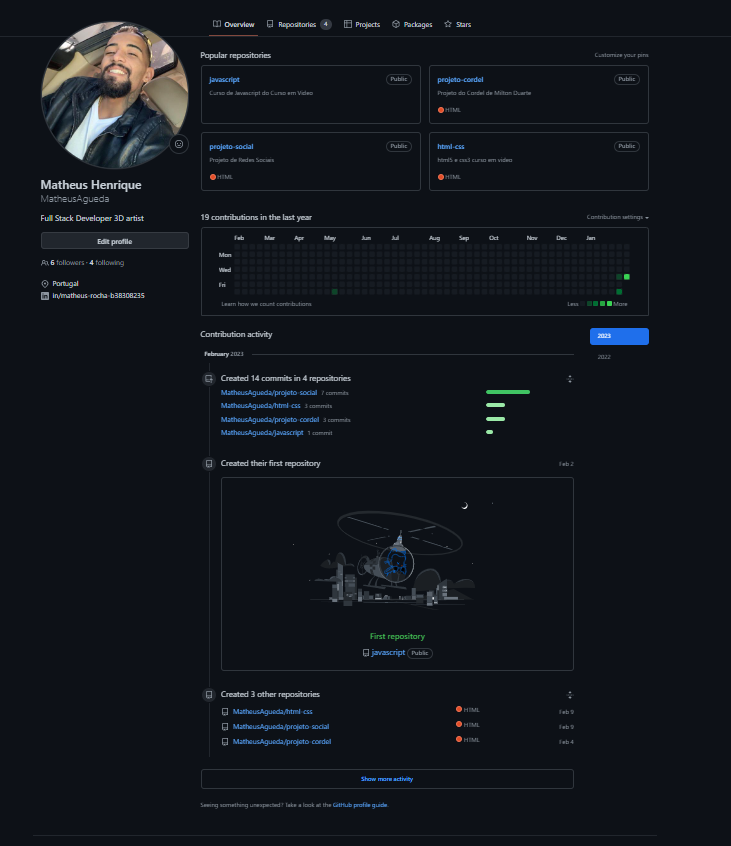 Overview Repositories 4 Projects Packages Stars
Matheus Henrique
MatheusAgueda
Full Stack Developer 3D artist
Edit profile
6 followers · 4 following
Portugal
in/matheus-rocha-b38308235
Popular repositories Customize your pins
javascript Public
Curso de Javascript do Curso em Video
projeto-cordel Public
Projeto do Cordel de Milton Duarte
HTML
projeto-social Public
Projeto de Redes Sociais
HTML
html-css Public
html5 e css3 curso em video
HTML
19 contributions in the last year Contribution settings
Feb Mar Apr May Jun Jul Aug Sep Oct Nov Dec Jan
Mon
Wed
Fri
Learn how we count contributions Less More
Contribution activity
2023
2022
February 2023
Created 14 commits in 4 repositories
MatheusAgueda/projeto-social 7 commits
MatheusAgueda/html-css 3 commits
MatheusAgueda/projeto-cordel 3 commits
MatheusAgueda/javascript 1 commit
Created their first repository Feb 2
First repository
javascript Public
Created 3 other repositories
MatheusAgueda/html-css HTML Feb 9
MatheusAgueda/projeto-social HTML Feb 9
MatheusAgueda/projeto-cordel HTML Feb 4
Show more activity
Seeing something unexpected? Take a look at the GitHub profile guide.